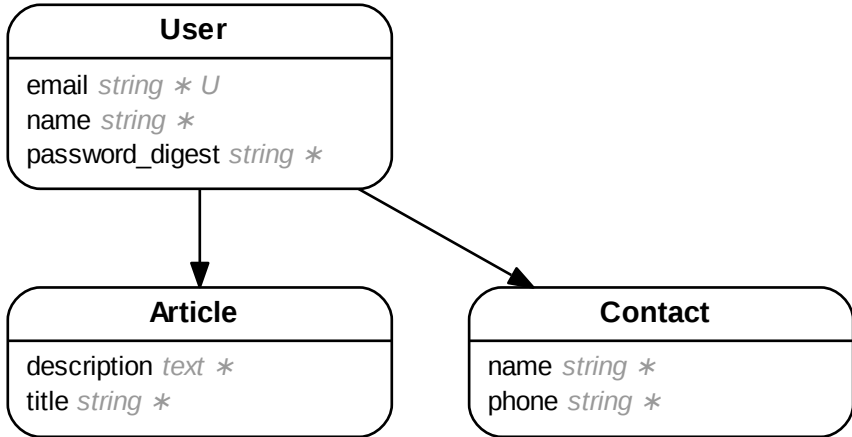 User
email string ∗ U
name string ∗
password_digest string ∗
Article
description text ∗
title string ∗
Contact
name string ∗
phone string ∗